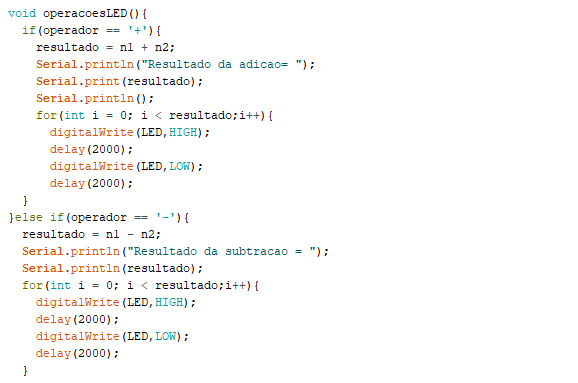 void operacoesLED(){
  if(operador == '+'){
    resultado = n1 + n2;
    Serial.println("Resultado da adicao= ");
    Serial.print(resultado);
    Serial.println();
    for(int i = 0; i < resultado;i++){
      digitalWrite(LED,HIGH);
      delay(2000);
      digitalWrite(LED,LOW);
      delay(2000);
  }
}else if(operador == '-'){
  resultado = n1 - n2;
  Serial.println("Resultado da subtracao = ");
  Serial.println(resultado);
  for(int i = 0; i < resultado;i++){
    digitalWrite(LED,HIGH);
    delay(2000);
    digitalWrite(LED,LOW);
    delay(2000);
  }